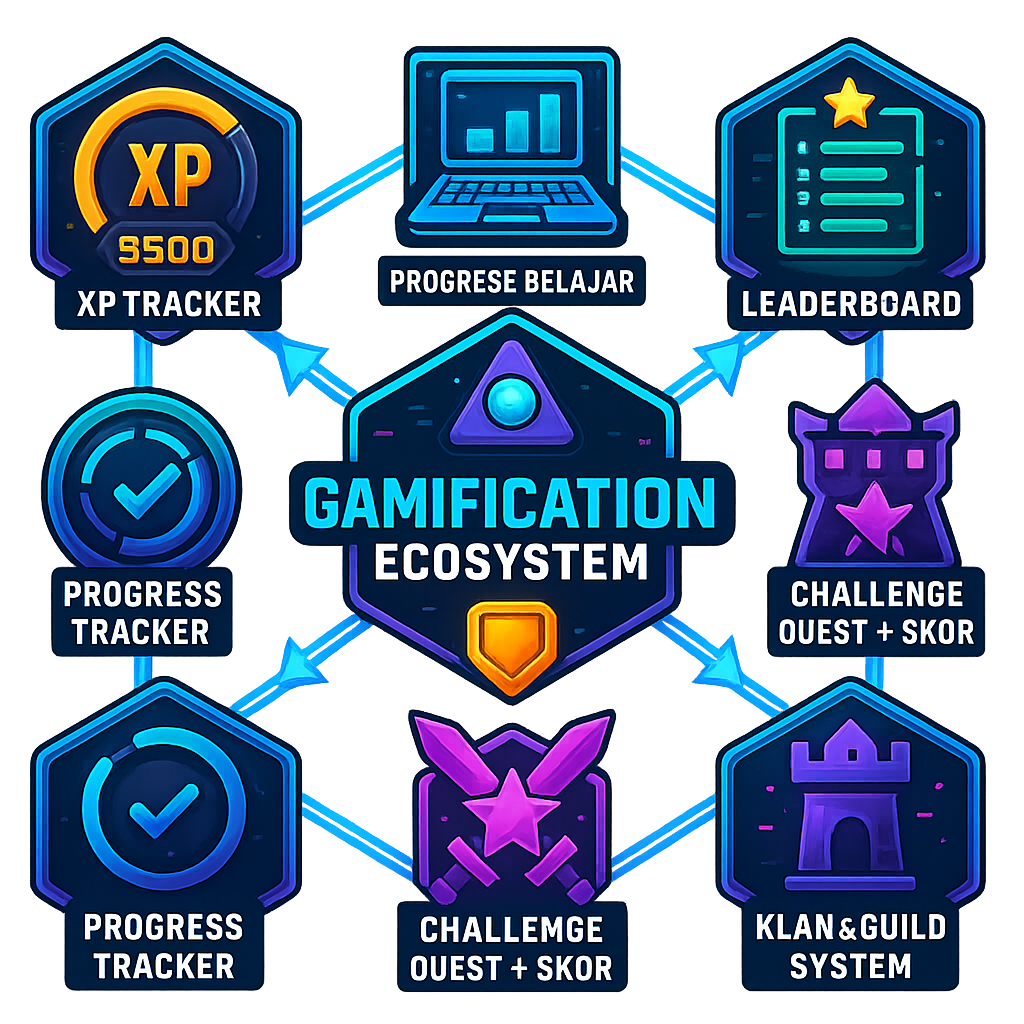 XP
9500
XP TRACKER
PROGRESE BELAJAR
LEADERBOARD
GAMIFICATION
ECOSYSTEM
PROGRESS
TRACKER
CHALLENGE
OUEST + SKOR
PROGRESS
TRACKER
CHALLEMGE
OUEST + SKOR
KLAN & GUILD
SYSTEM